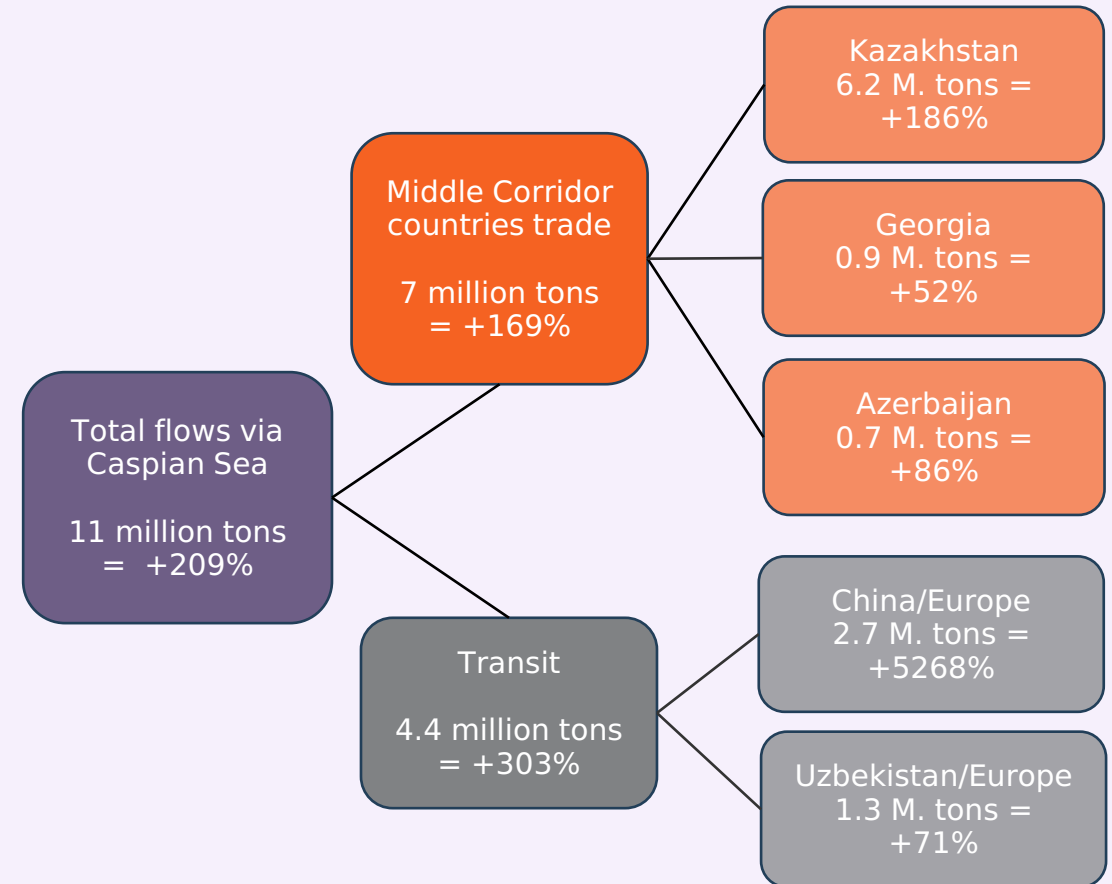 Total flows via
Caspian Sea
11 million tons
= +209%
Middle Corridor
countries trade
7 million tons
= +169%
Kazakhstan
6.2 M. tons =
+186%
Georgia
0.9 M. tons =
+52%
Azerbaijan
0.7 M. tons =
+86%
Transit
4.4 million tons
= +303%
China/Europe
2.7 M. tons =
+5268%
Uzbekistan/Europe
1.3 M. tons =
+71%